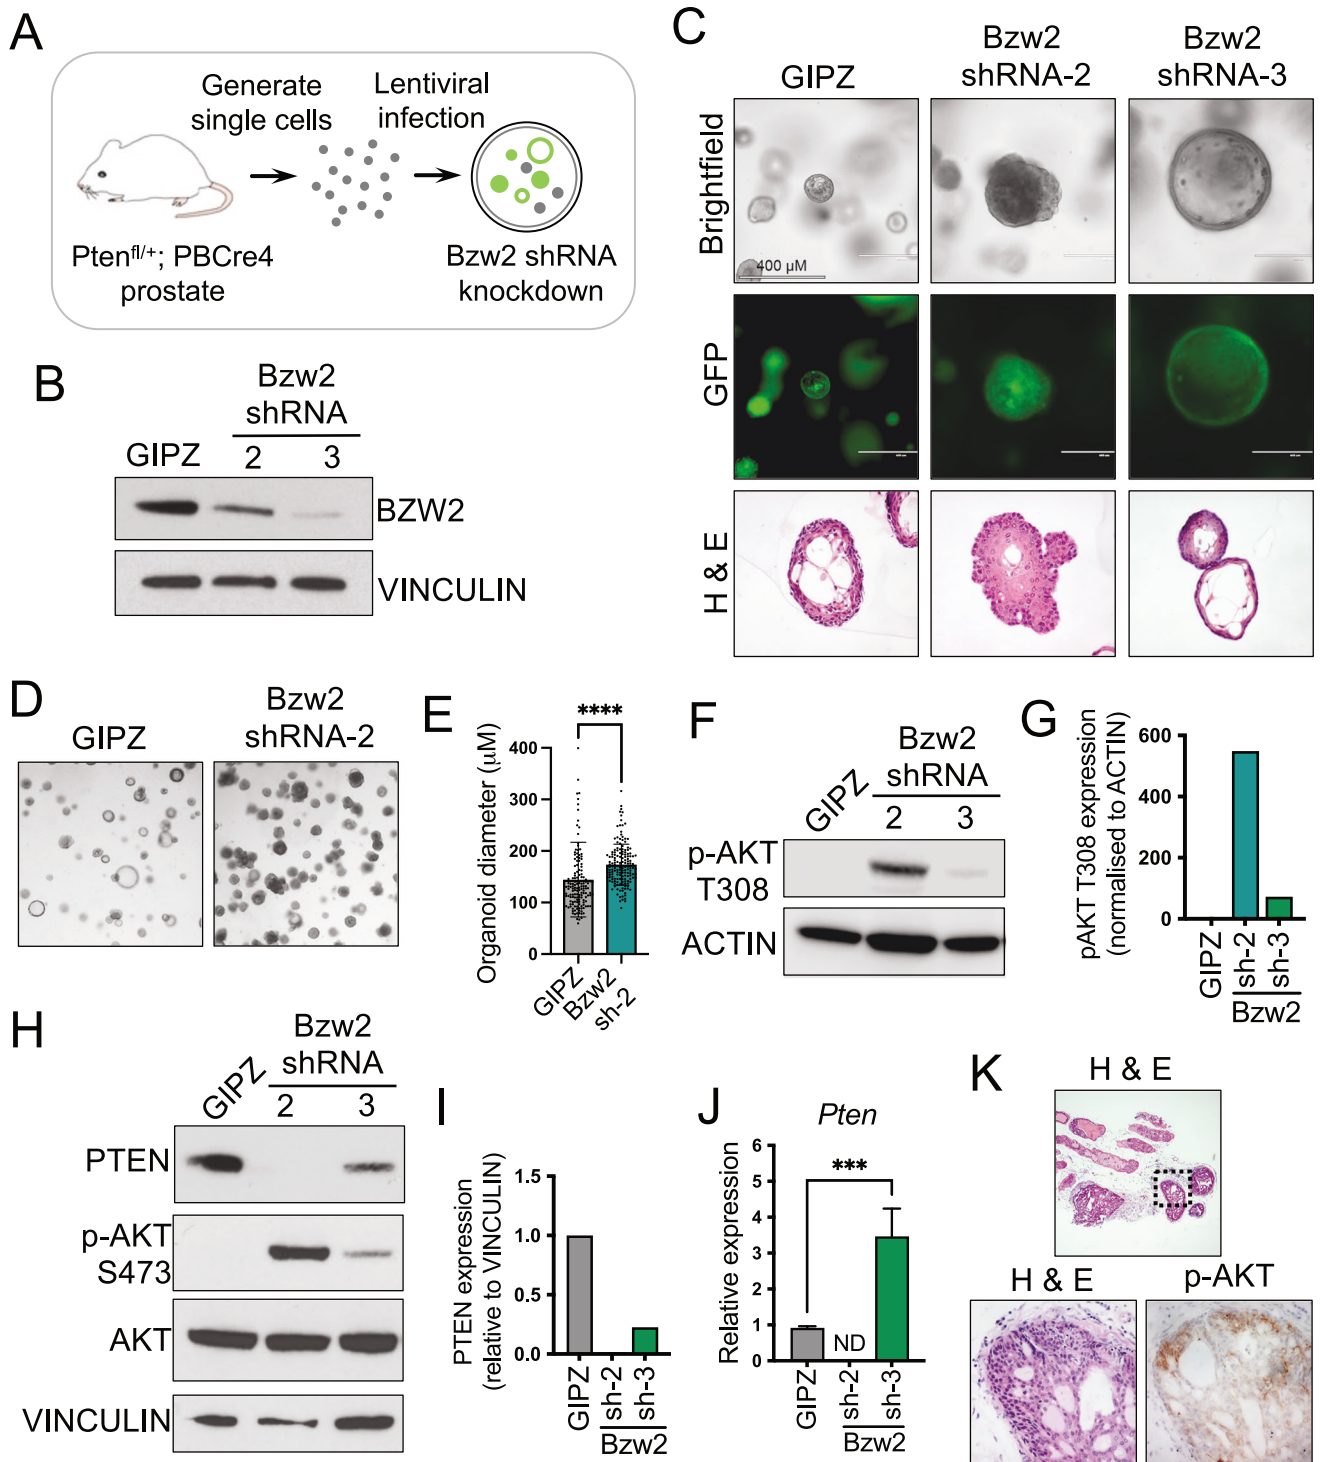 A
Generate
single cells
Lentiviral
infection
Ptenfl/+; PBCre4
prostate
Bzw2 shRNA
knockdown
B
Bzw2
shRNA
GIPZ 2 3
BZW2
VINCULIN
C
GIPZ
Bzw2
shRNA-2
Bzw2
shRNA-3
Brightfield
400 µM
GFP
H & E
D
GIPZ
Bzw2
shRNA-2
E
****
Organoid diameter (µM)
400
300
200
100
0
GIPZ
Bzw2
sh-2
F
Bzw2
shRNA
GIPZ 2 3
p-AKT
T308
ACTIN
G
pAKT T308 expression
(normalised to ACTIN)
600
400
200
0
GIPZ
sh-2
sh-3
Bzw2
H
Bzw2
shRNA
GIPZ 2 3
PTEN
p-AKT
S473
AKT
VINCULIN
I
PTEN expression
(relative to VINCULIN)
1.5
1.0
0.5
0.0
GIPZ
sh-2
sh-3
Bzw2
J
Pten
***
Relative expression
6
5
4
3
2
1
0
ND
GIPZ
sh-2
sh-3
Bzw2
K
H & E
H & E
p-AKT